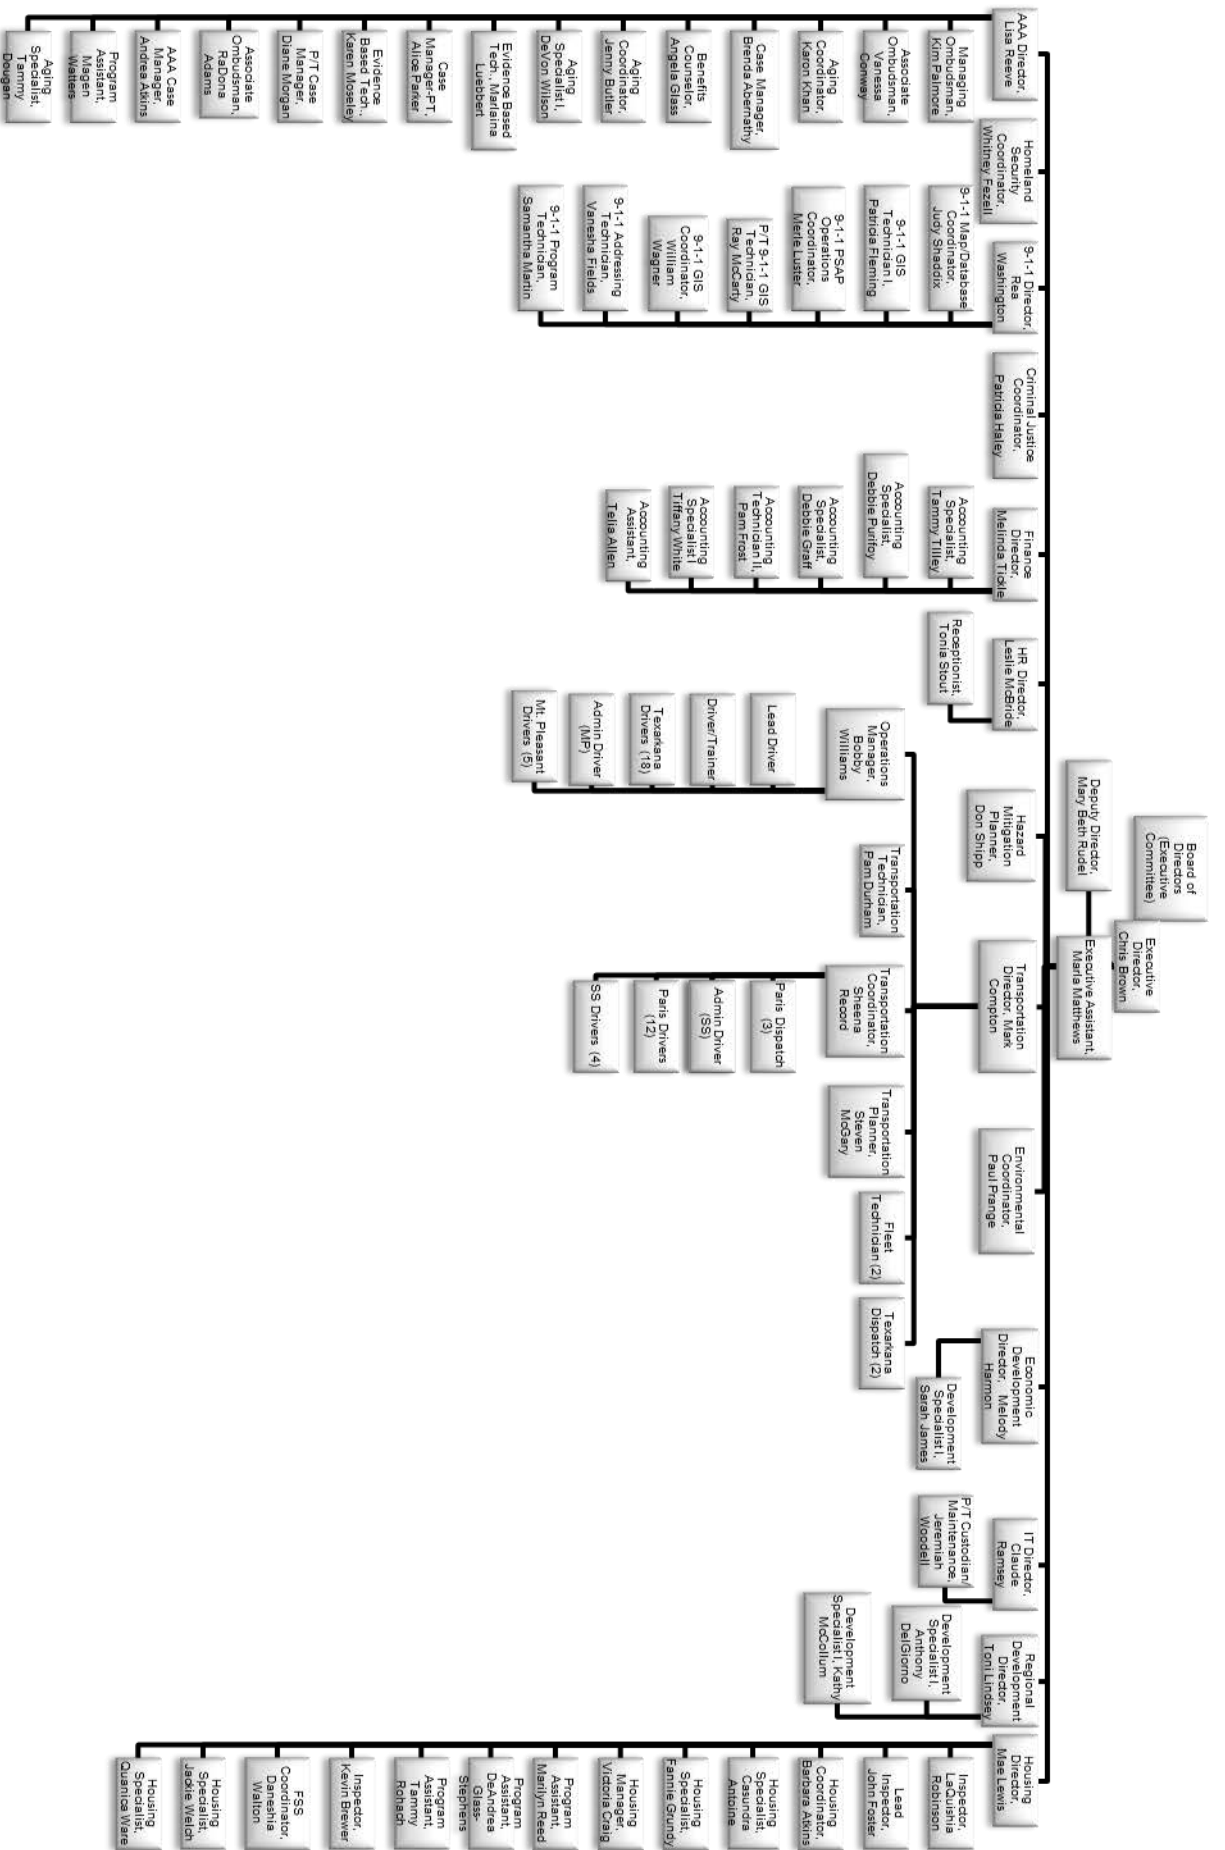 Board of
Directors
(Executive
Committee)
Executive
Director,
Chris Brown
Deputy Director,
Mary Beth Rudel
Executive Assistant,
Marla Matthews
AAA Director,
Lisa Reeve
Managing
Ombudsman,
Kim Palmore
Associate
Ombudsman,
Vanessa
Conway
Aging
Coordinator,
Karon Khan
Case Manager,
Brenda Abernathy
Benefits
Counselor,
Angela Glass
Aging
Coordinator,
Jenny Butler
Aging
Specialist I,
DeVon Wilson
Evidence Based
Tech., Marlaina
Luebbert
Case
Manager-PT,
Alice Parker
Evidence
Based Tech.,
Karen Moseley
P/T Case
Manager,
Diane Morgan
Associate
Ombudsman,
RaDona
Adams
AAA Case
Manager,
Andrea Atkins
Program
Assistant,
Magen
Watters
Aging
Specialist,
Tammy
Dougan
Homeland
Security
Coordinator,
Whitney Fezell
9-1-1 Director,
Rea
Washington
9-1-1 Map/Database
Coordinator,
Judy Shaddix
9-1-1 GIS
Technician I,
Patricia Fleming
9-1-1 PSAP
Operations
Coordinator,
Merle Luster
P/T 9-1-1 GIS
Technician,
Ray McCarty
9-1-1 GIS
Coordinator,
William
Wagner
9-1-1 Addressing
Technician,
Vanesha Fields
9-1-1 Program
Technician,
Samantha Martin
Criminal Justice
Coordinator,
Patricia Haley
Finance
Director,
Melinda Tickle
Accounting
Specialist,
Tammy Tilley
Accounting
Specialist,
Debbie Purifoy
Accounting
Specialist,
Debbie Graff
Accounting
Technician II,
Pam Frost
Accounting
Specialist I
Tiffany White
Accounting
Assistant,
Telia Allen
HR Director,
Leslie McBride
Receptionist,
Tonia Stout
Hazard
Mitigation
Planner,
Don Shipp
Transportation
Director, Mark
Compton
Operations
Manager,
Bobby
Williams
Lead Driver
Driver/Trainer
Texarkana
Drivers (18)
Admin Driver
(MP)
Mt. Pleasant
Drivers (5)
Transportation
Technician,
Pam Durham
Transportation
Coordinator,
Sheena
Record
Paris Dispatch
(3)
Admin Driver
(SS)
Paris Drivers
(12)
SS Drivers (4)
Transportation
Planner,
Steven
McGary
Fleet
Technician (2)
Texarkana
Dispatch (2)
Environmental
Coordinator,
Paul Prange
Economic
Development
Director, Melody
Harmon
Development
Specialist I,
Sarah James
IT Director,
Claude
Ramsey
P/T Custodian/
Maintenance,
Jeremiah
Woodell
Regional
Development
Director,
Toni Lindsey
Development
Specialist I,
Anthony
DelGiorno
Development
Specialist I, Kathy
McCollum
Housing
Director,
Mae Lewis
Inspector,
LaQuishia
Robinson
Lead
Inspector,
John Foster
Housing
Coordinator,
Barbara Atkins
Housing
Specialist,
Casundra
Antoine
Housing
Specialist,
Fannie Grundy
Housing
Manager,
Victoria Craig
Program
Assistant,
Marilyn Reed
Program
Assistant,
DeAndrea
Glass-
Stephens
Program
Assistant,
Tammy
Rohach
Inspector,
Kevin Brewer
FSS
Coordinator,
Daneshia
Walton
Housing
Specialist,
Jackie Welch
Housing
Specialist,
Quanica Ware